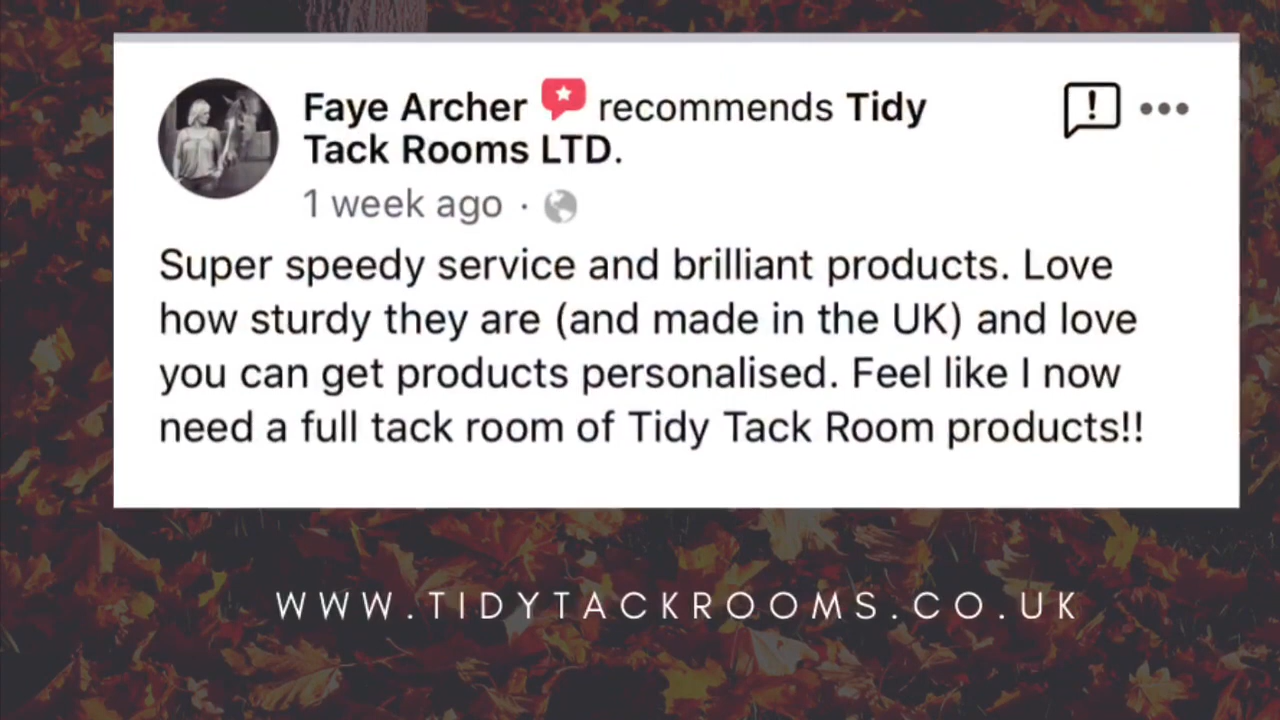 Faye Archer recommends Tidy
Tack Rooms LTD.
1 week ago ·
Super speedy service and brilliant products. Love
how sturdy they are (and made in the UK) and love
you can get products personalised. Feel like I now
need a full tack room of Tidy Tack Room products!!
WWW.TIDYTACKROOMS.CO.UK